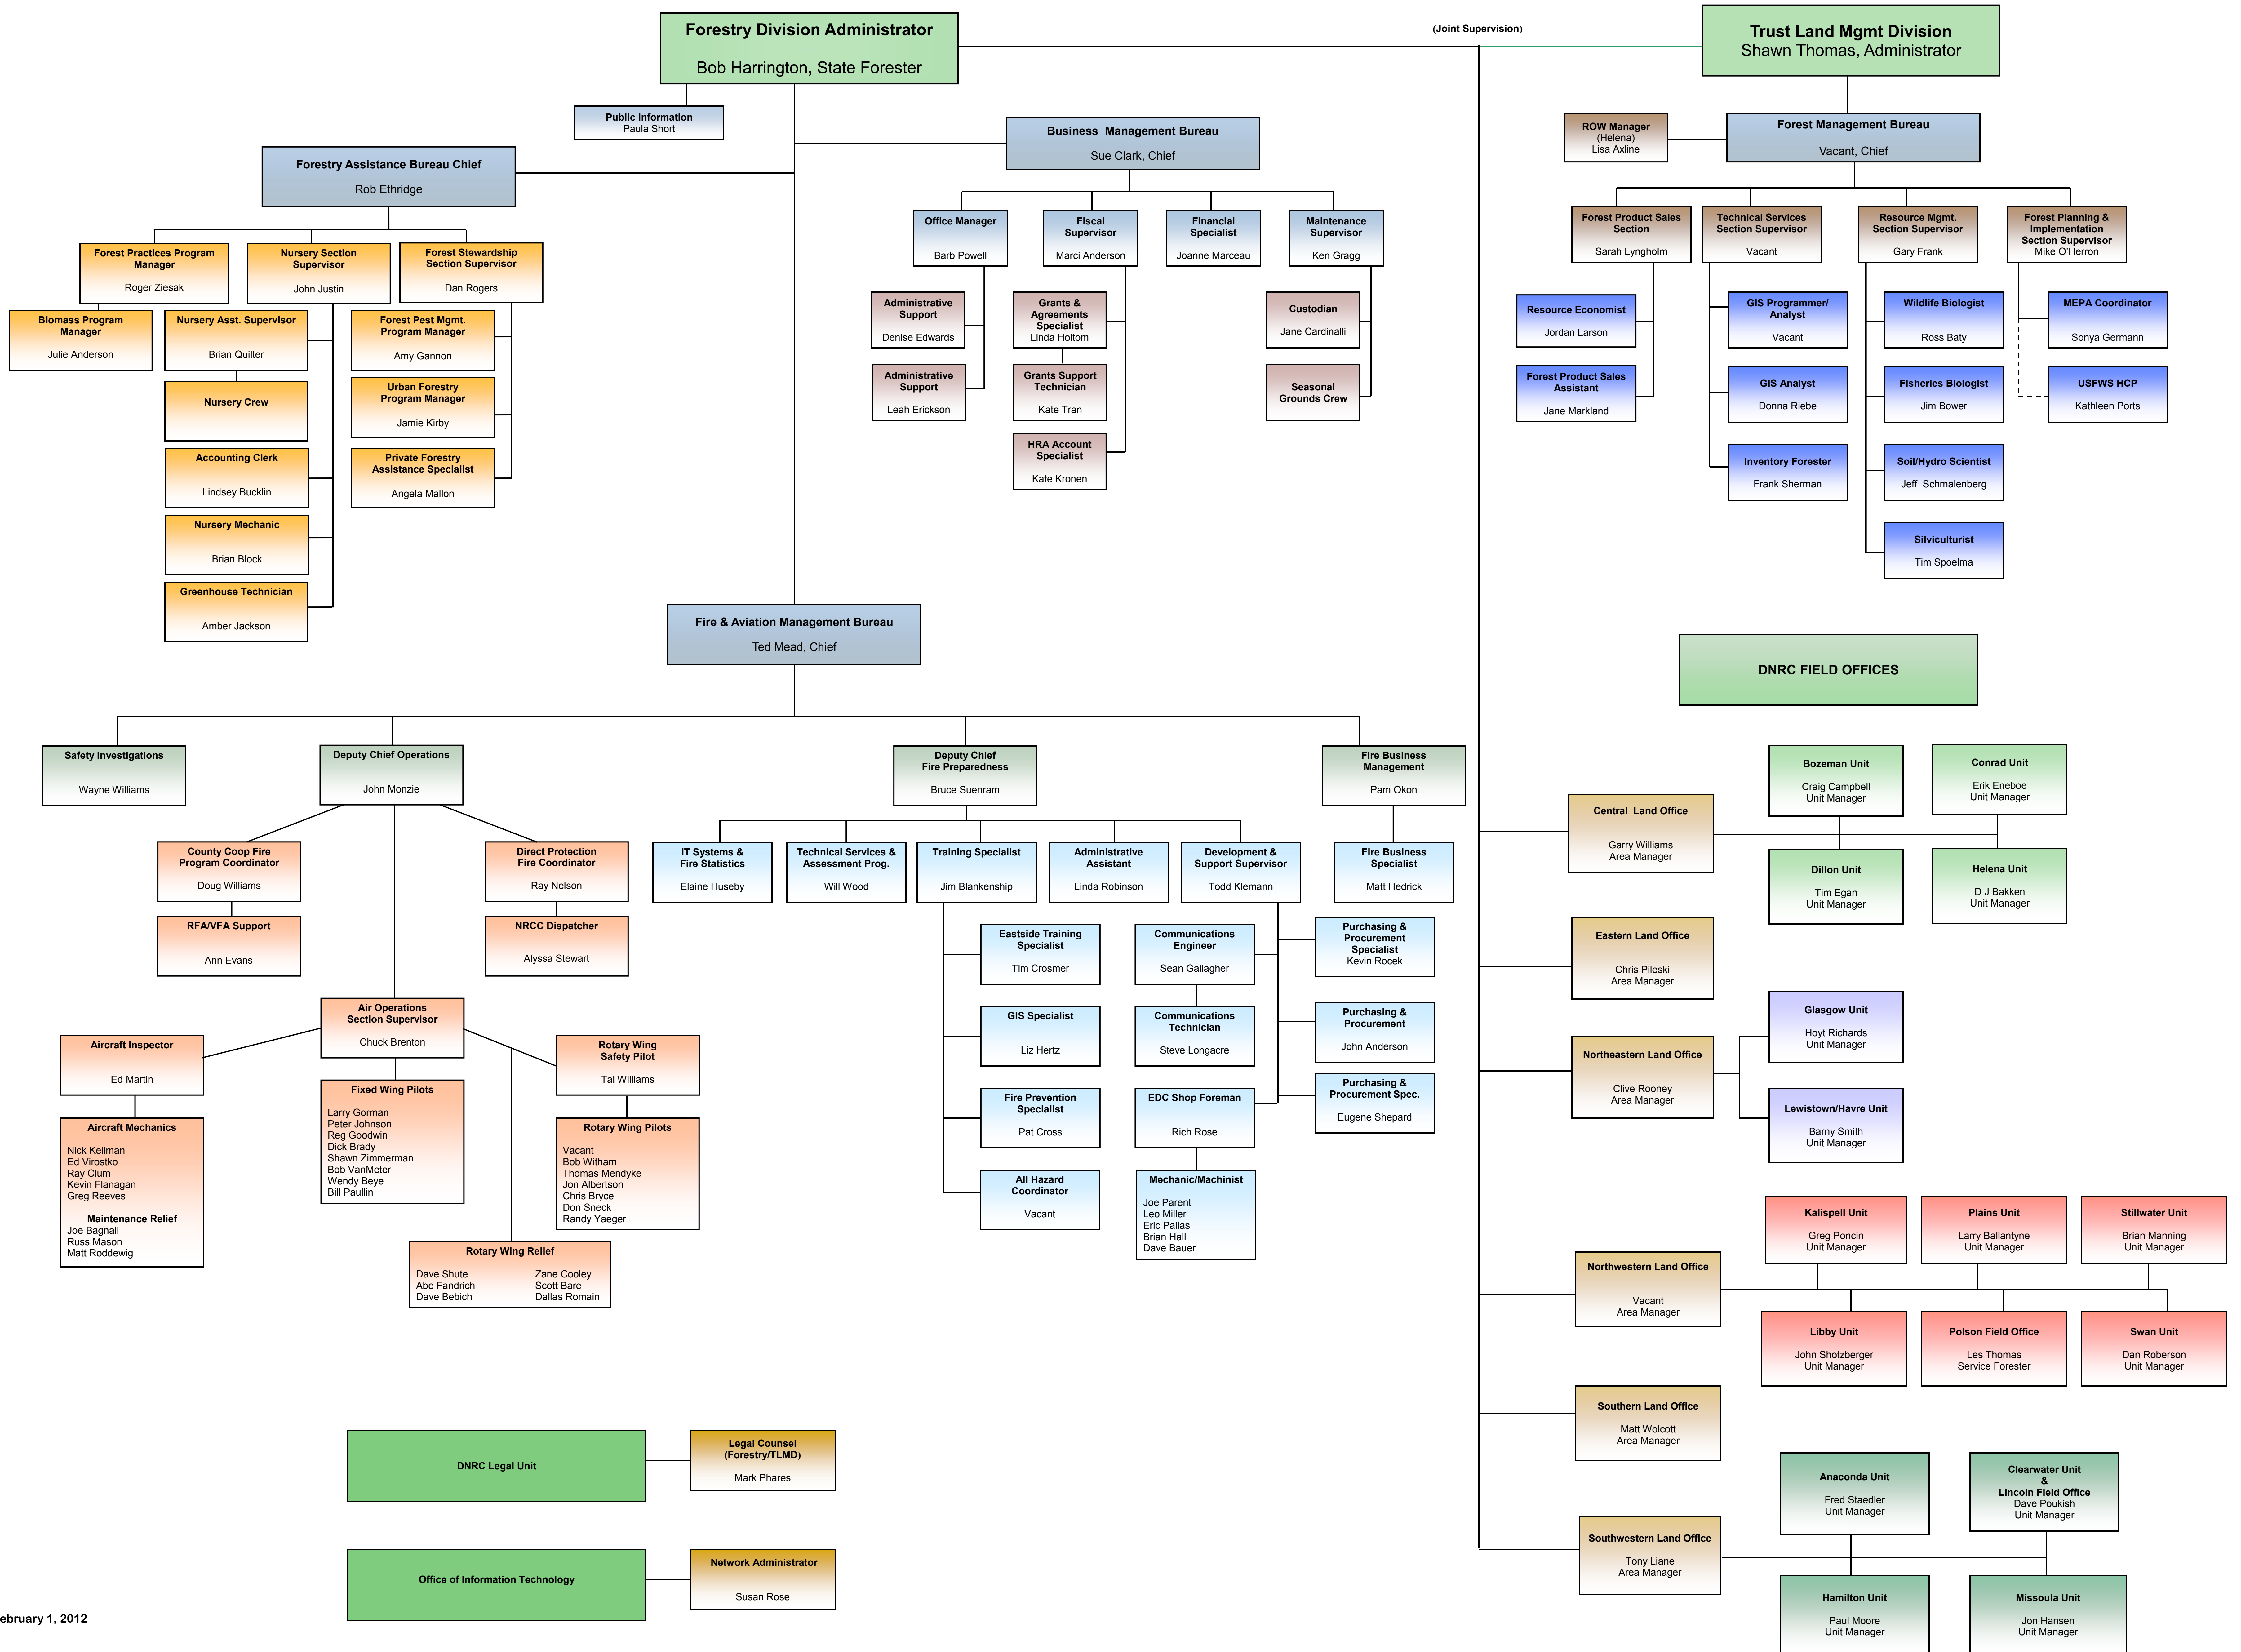 Forestry Division Administrator
Bob Harrington, State Forester
(Joint Supervision)
Trust Land Mgmt Division
Shawn Thomas, Administrator
Public Information
Paula Short
Business Management Bureau
Sue Clark, Chief
ROW Manager
(Helena)
Lisa Axline
Forest Management Bureau
Vacant, Chief
Forestry Assistance Bureau Chief
Rob Ethridge
Forest Practices Program
Manager
Roger Ziesak
Nursery Section
Supervisor
John Justin
Forest Stewardship
Section Supervisor
Dan Rogers
Biomass Program
Manager
Julie Anderson
Nursery Asst. Supervisor
Brian Quilter
Nursery Crew
Accounting Clerk
Lindsey Bucklin
Nursery Mechanic
Brian Block
Greenhouse Technician
Amber Jackson
Forest Pest Mgmt.
Program Manager
Amy Gannon
Urban Forestry
Program Manager
Jamie Kirby
Private Forestry
Assistance Specialist
Angela Mallon
Office Manager
Barb Powell
Fiscal
Supervisor
Marci Anderson
Financial
Specialist
Joanne Marceau
Maintenance
Supervisor
Ken Gragg
Administrative
Support
Denise Edwards
Administrative
Support
Leah Erickson
Grants &
Agreements
Specialist
Linda Holtom
Grants Support
Technician
Kate Tran
HRA Account
Specialist
Kate Kronen
Custodian
Jane Cardinalli
Seasonal
Grounds Crew
Forest Product Sales
Section
Sarah Lyngholm
Technical Services
Section Supervisor
Vacant
Resource Mgmt.
Section Supervisor
Gary Frank
Forest Planning &
Implementation
Section Supervisor
Mike O'Herron
Resource Economist
Jordan Larson
Forest Product Sales
Assistant
Jane Markland
GIS Programmer/
Analyst
Vacant
GIS Analyst
Donna Riebe
Inventory Forester
Frank Sherman
Wildlife Biologist
Ross Baty
Fisheries Biologist
Jim Bower
Soil/Hydro Scientist
Jeff Schmalenberg
Silviculturist
Tim Spoelma
MEPA Coordinator
Sonya Germann
USFWS HCP
Kathleen Ports
Fire & Aviation Management Bureau
Ted Mead, Chief
Safety Investigations
Wayne Williams
Deputy Chief Operations
John Monzie
Deputy Chief
Fire Preparedness
Bruce Suenram
Fire Business
Management
Pam Okon
County Coop Fire
Program Coordinator
Doug Williams
RFA/VFA Support
Ann Evans
Direct Protection
Fire Coordinator
Ray Nelson
NRCC Dispatcher
Alyssa Stewart
Air Operations
Section Supervisor
Chuck Brenton
Aircraft Inspector
Ed Martin
Aircraft Mechanics
Nick Keilman
Ed Virostko
Ray Clum
Kevin Flanagan
Greg Reeves
Maintenance Relief
Joe Bagnall
Russ Mason
Matt Roddewig
Fixed Wing Pilots
Larry Gorman
Peter Johnson
Reg Goodwin
Dick Brady
Shawn Zimmerman
Bob VanMeter
Wendy Beye
Bill Paullin
Rotary Wing
Safety Pilot
Tal Williams
Rotary Wing Pilots
Vacant
Bob Witham
Thomas Mendyke
Jon Albertson
Chris Bryce
Don Sneck
Randy Yaeger
Rotary Wing Relief
Dave Shute Zane Cooley
Abe Fandrich Scott Bare
Dave Bebich Dallas Romain
IT Systems &
Fire Statistics
Elaine Huseby
Technical Services &
Assessment Prog.
Will Wood
Training Specialist
Jim Blankenship
Administrative
Assistant
Linda Robinson
Development &
Support Supervisor
Todd Klemann
Fire Business
Specialist
Matt Hedrick
Eastside Training
Specialist
Tim Crosmer
GIS Specialist
Liz Hertz
Fire Prevention
Specialist
Pat Cross
All Hazard
Coordinator
Vacant
Communications
Engineer
Sean Gallagher
Communications
Technician
Steve Longacre
EDC Shop Foreman
Rich Rose
Mechanic/Machinist
Joe Parent
Leo Miller
Eric Pallas
Brian Hall
Dave Bauer
Purchasing &
Procurement
Specialist
Kevin Rocek
Purchasing &
Procurement
John Anderson
Purchasing &
Procurement Spec.
Eugene Shepard
DNRC FIELD OFFICES
Central Land Office
Garry Williams
Area Manager
Bozeman Unit
Craig Campbell
Unit Manager
Conrad Unit
Erik Eneboe
Unit Manager
Dillon Unit
Tim Egan
Unit Manager
Helena Unit
D J Bakken
Unit Manager
Eastern Land Office
Chris Pileski
Area Manager
Northeastern Land Office
Clive Rooney
Area Manager
Glasgow Unit
Hoyt Richards
Unit Manager
Lewistown/Havre Unit
Barny Smith
Unit Manager
Northwestern Land Office
Vacant
Area Manager
Kalispell Unit
Greg Poncin
Unit Manager
Plains Unit
Larry Ballantyne
Unit Manager
Stillwater Unit
Brian Manning
Unit Manager
Libby Unit
John Shotzberger
Unit Manager
Polson Field Office
Les Thomas
Service Forester
Swan Unit
Dan Roberson
Unit Manager
Southern Land Office
Matt Wolcott
Area Manager
Southwestern Land Office
Tony Liane
Area Manager
Anaconda Unit
Fred Staedler
Unit Manager
Clearwater Unit
&
Lincoln Field Office
Dave Poukish
Unit Manager
Hamilton Unit
Paul Moore
Unit Manager
Missoula Unit
Jon Hansen
Unit Manager
DNRC Legal Unit
Legal Counsel
(Forestry/TLMD)
Mark Phares
Office of Information Technology
Network Administrator
Susan Rose
ebruary 1, 2012